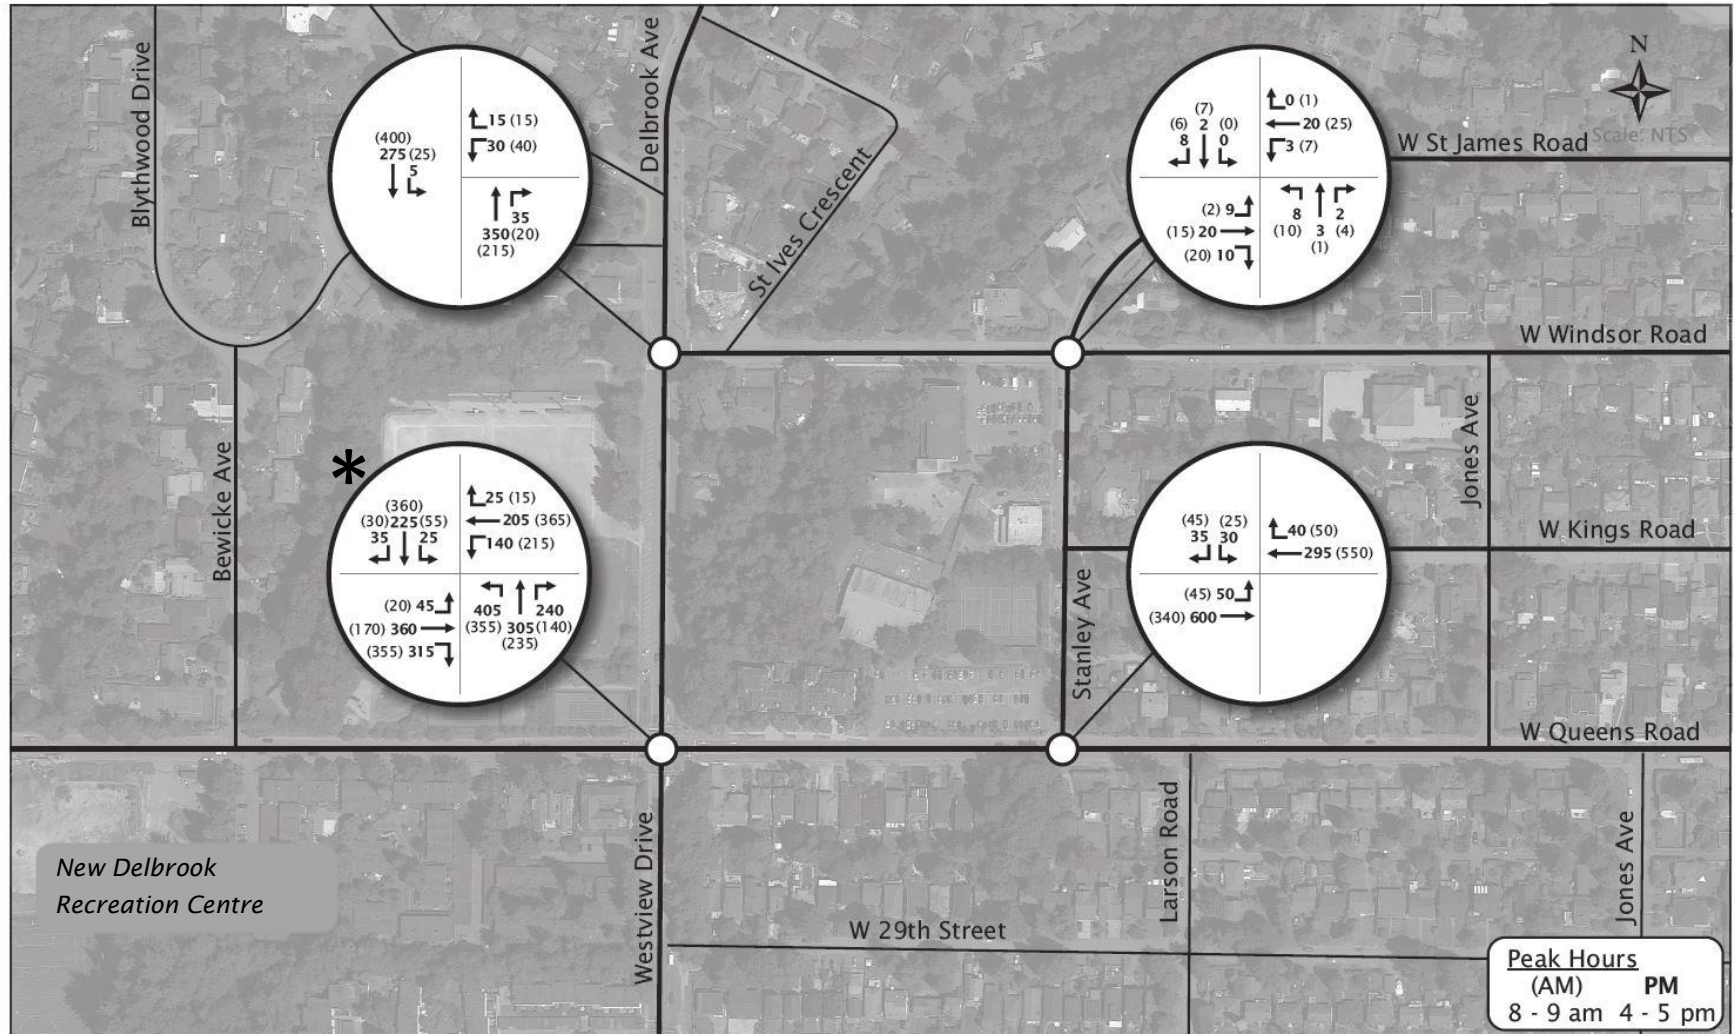 Blythwood Drive
Delbrook Ave
St Ives Crescent
N
Scale: NTS
W St James Road
W Windsor Road
Jones Ave
W Kings Road
W Queens Road
Bewicke Ave
Stanley Ave
Westview Drive
Larson Road
Jones Ave
W 29th Street
New Delbrook
Recreation Centre
(400)
275 (25)
5
15 (15)
30 (40)
35
350 (20)
(215)
(7)
(6) 2 (0)
8 0
0 (1)
20 (25)
3 (7)
(2) 9
(15) 20
(20) 10
8 2
(10) 3 (4)
(1)
*
(360)
(30) 225 (55)
35 25
25 (15)
205 (365)
140 (215)
(20) 45
(170) 360
(355) 315
405 240
(355) 305 (140)
(235)
(45) (25)
35 30
40 (50)
295 (550)
(45) 50
(340) 600
Peak Hours
(AM) PM
8 - 9 am 4 - 5 pm